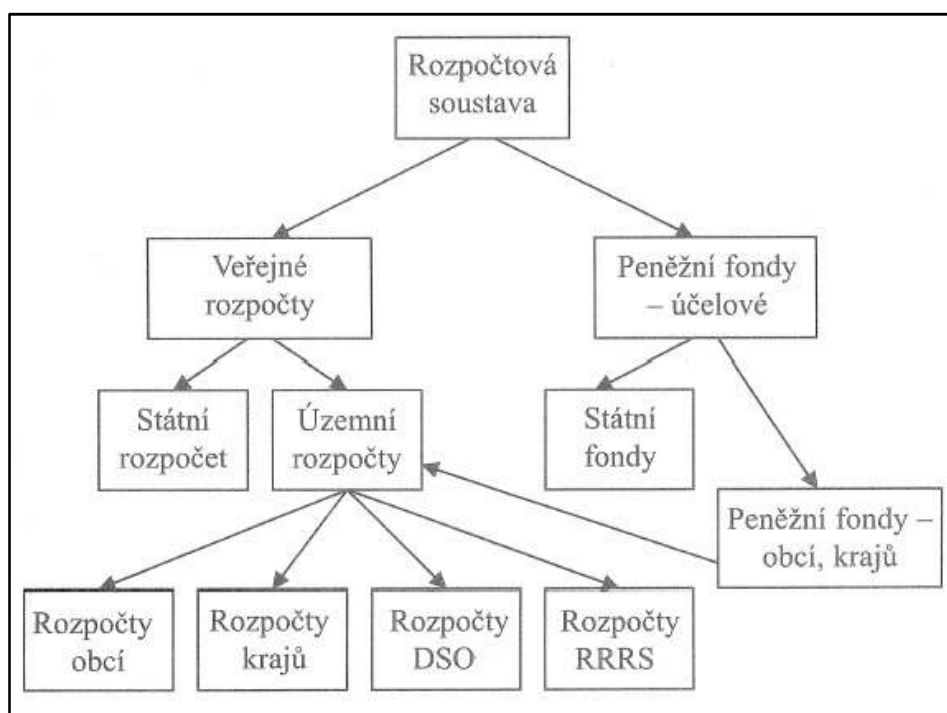 Rozpočtová
soustava
Veřejné
rozpočty
Peněžní fondy
– účelové
Státní
rozpočet
Územní
rozpočty
Státní
fondy
Peněžní fondy –
obcí, krajů
Rozpočty
obcí
Rozpočty
krajů
Rozpočty
DSO
Rozpočty
RRRS